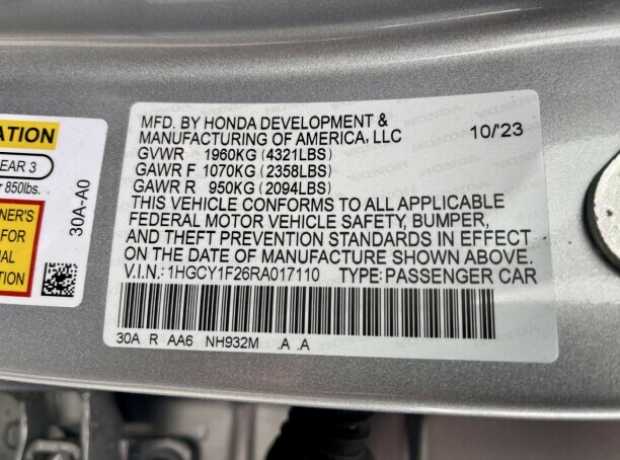 ATION
EAR 3
r 850lbs.
NER'S
FOR
AL
TION
30A-A0
MFD. BY HONDA DEVELOPMENT &
MANUFACTURING OF AMERICA, LLC 10/23
GVWR 1960KG (4321LBS)
GAWR F 1070KG (2358LBS)
GAWR R 950KG (2094LBS)
THIS VEHICLE CONFORMS TO ALL APPLICABLE
FEDERAL MOTOR VEHICLE SAFETY, BUMPER,
AND THEFT PREVENTION STANDARDS IN EFFECT
ON THE DATE OF MANUFACTURE SHOWN ABOVE.
V.I.N.: 1HGCY1F26RA017110 TYPE: PASSENGER CAR
30A R AA6 NH932M .A .A